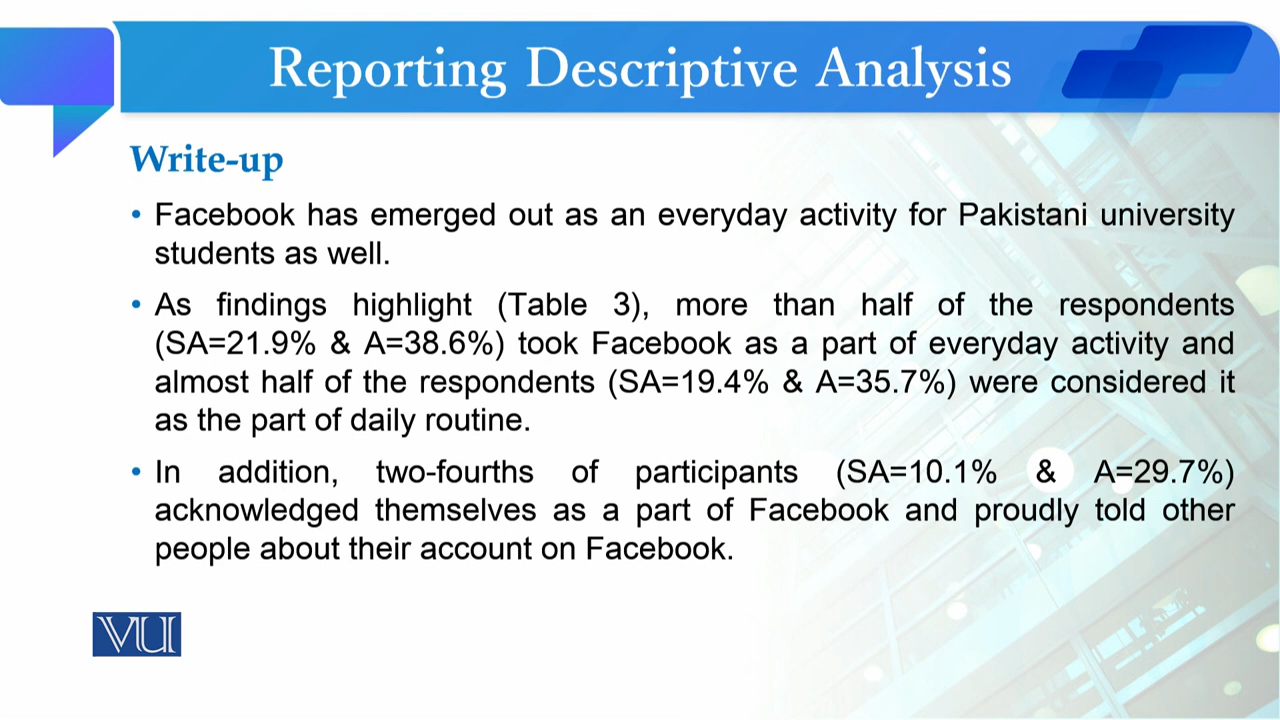 Reporting Descriptive Analysis
Write-up
• Facebook has emerged out as an everyday activity for Pakistani university
students as well.
• As findings highlight (Table 3), more than half of the respondents
(SA=21.9% & A=38.6%) took Facebook as a part of everyday activity and
almost half of the respondents (SA=19.4% & A=35.7%) were considered it
as the part of daily routine.
• In addition, two-fourths of participants (SA=10.1% & A=29.7%)
acknowledged themselves as a part of Facebook and proudly told other
people about their account on Facebook.
VU